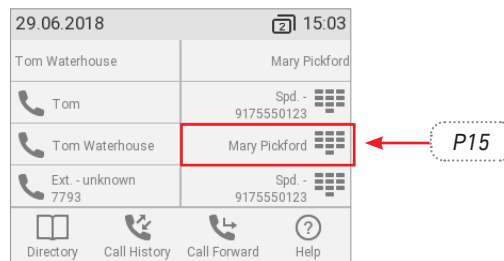 29.06.2018 2 15:03
Tom Waterhouse Mary Pickford
Tom Spd. -
9175550123
Tom Waterhouse Mary Pickford
P15
Ext. - unknown Spd. -
7793 9175550123
Directory Call History Call Forward ? Help